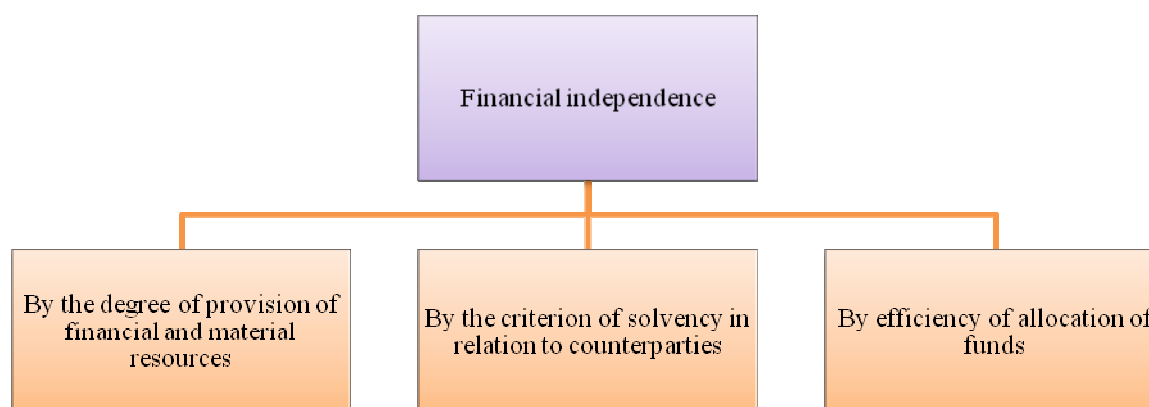 Financial independence
By the degree of provision of
financial and material
resources
By the criterion of solvency in
relation to counterparties
By efficiency of allocation of
funds